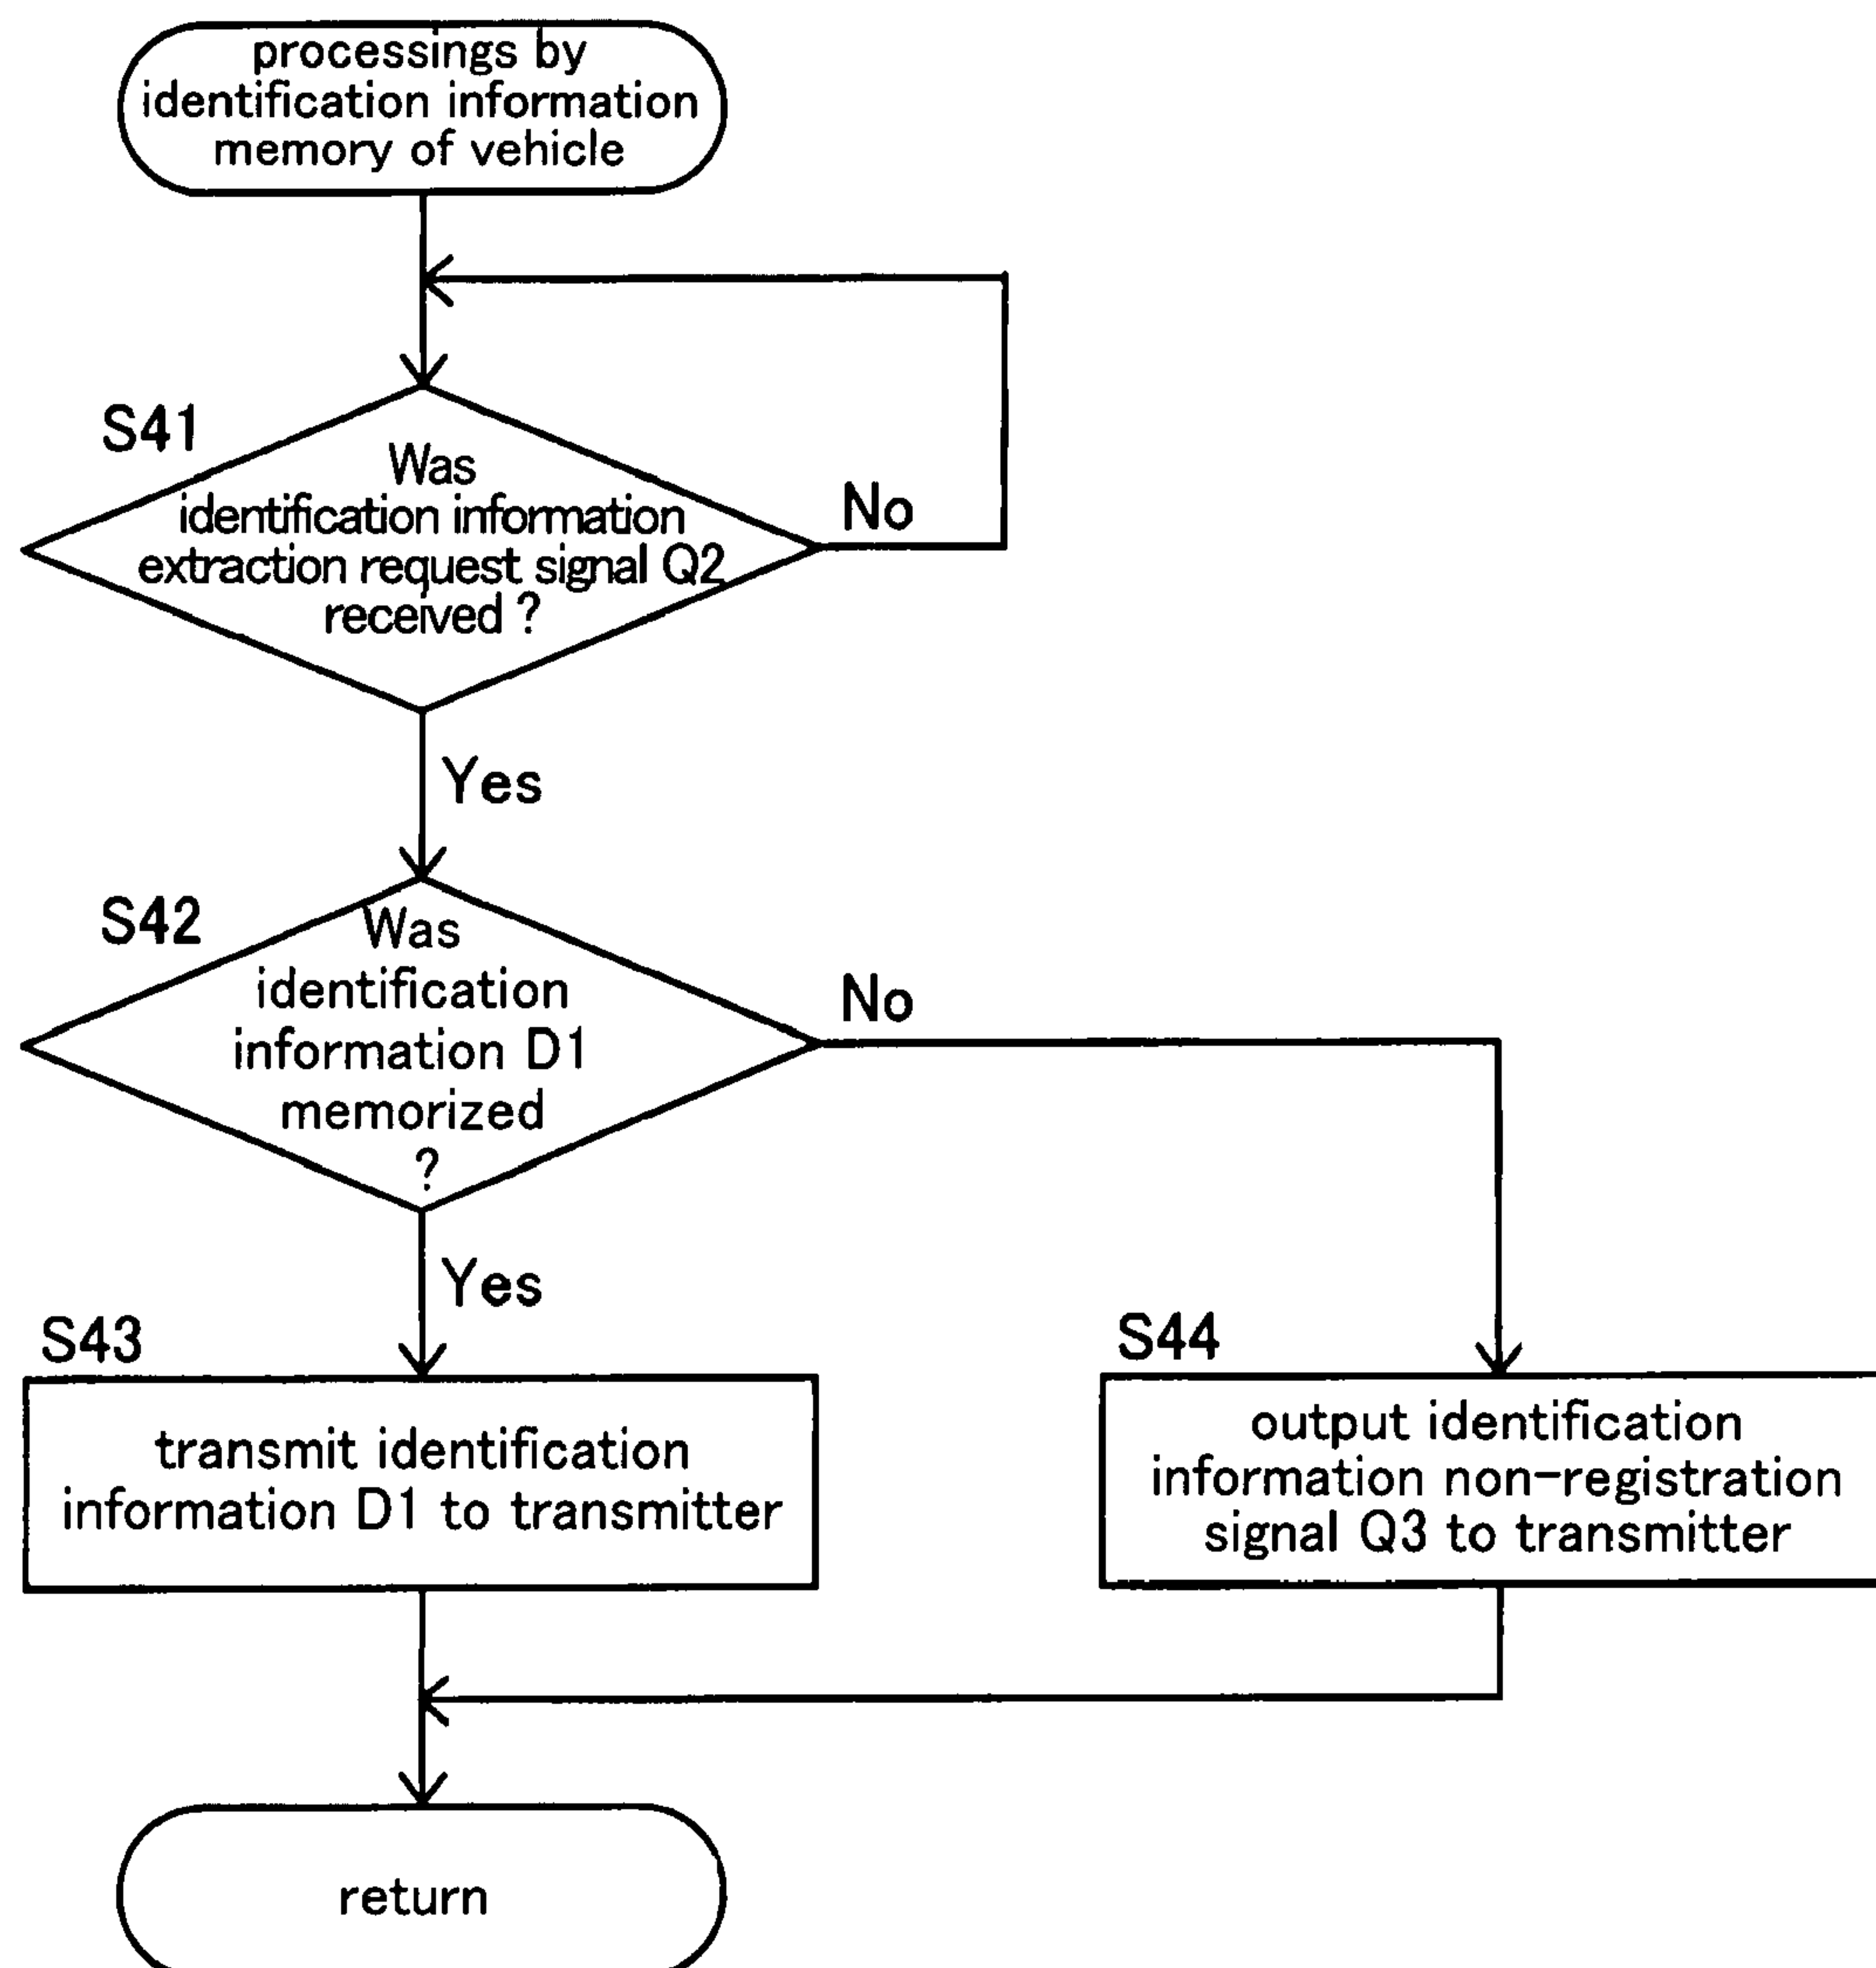 processings by
identification information
memory of vehicle
S41
Was
identification information
extraction request signal Q2
received ?
No
Yes
S42
Was
identification
information D1
memorized
?
No
Yes
S43
transmit identification
information D1 to transmitter
S44
output identification
information non-registration
signal Q3 to transmitter
return